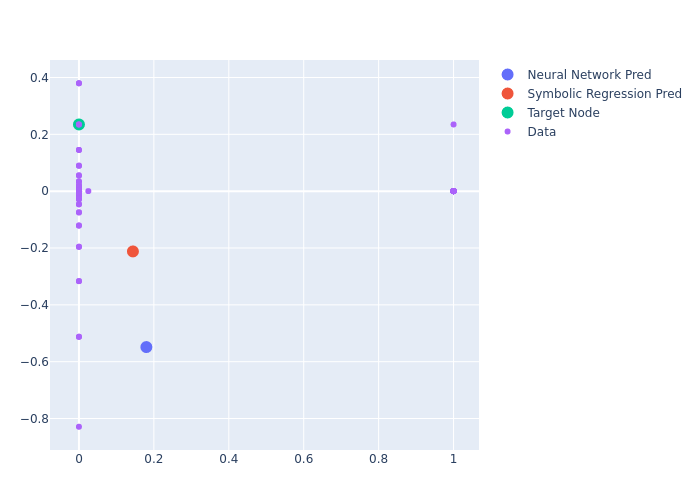 Neural Network Pred
Symbolic Regression Pred
Target Node
Data
0.4
0.2
0
−0.2
−0.4
−0.6
−0.8
0 0.2 0.4 0.6 0.8 1